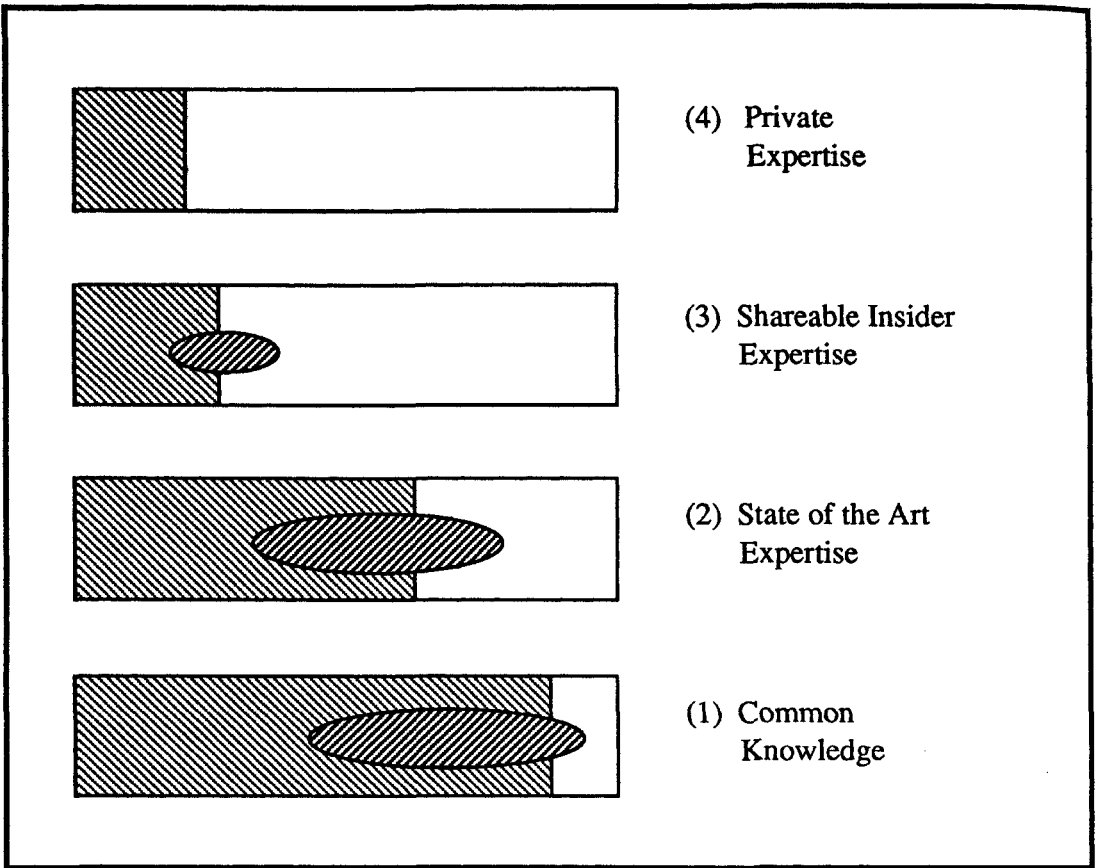 (4) Private
Expertise
(3) Shareable Insider
Expertise
(2) State of the Art
Expertise
(1) Common
Knowledge